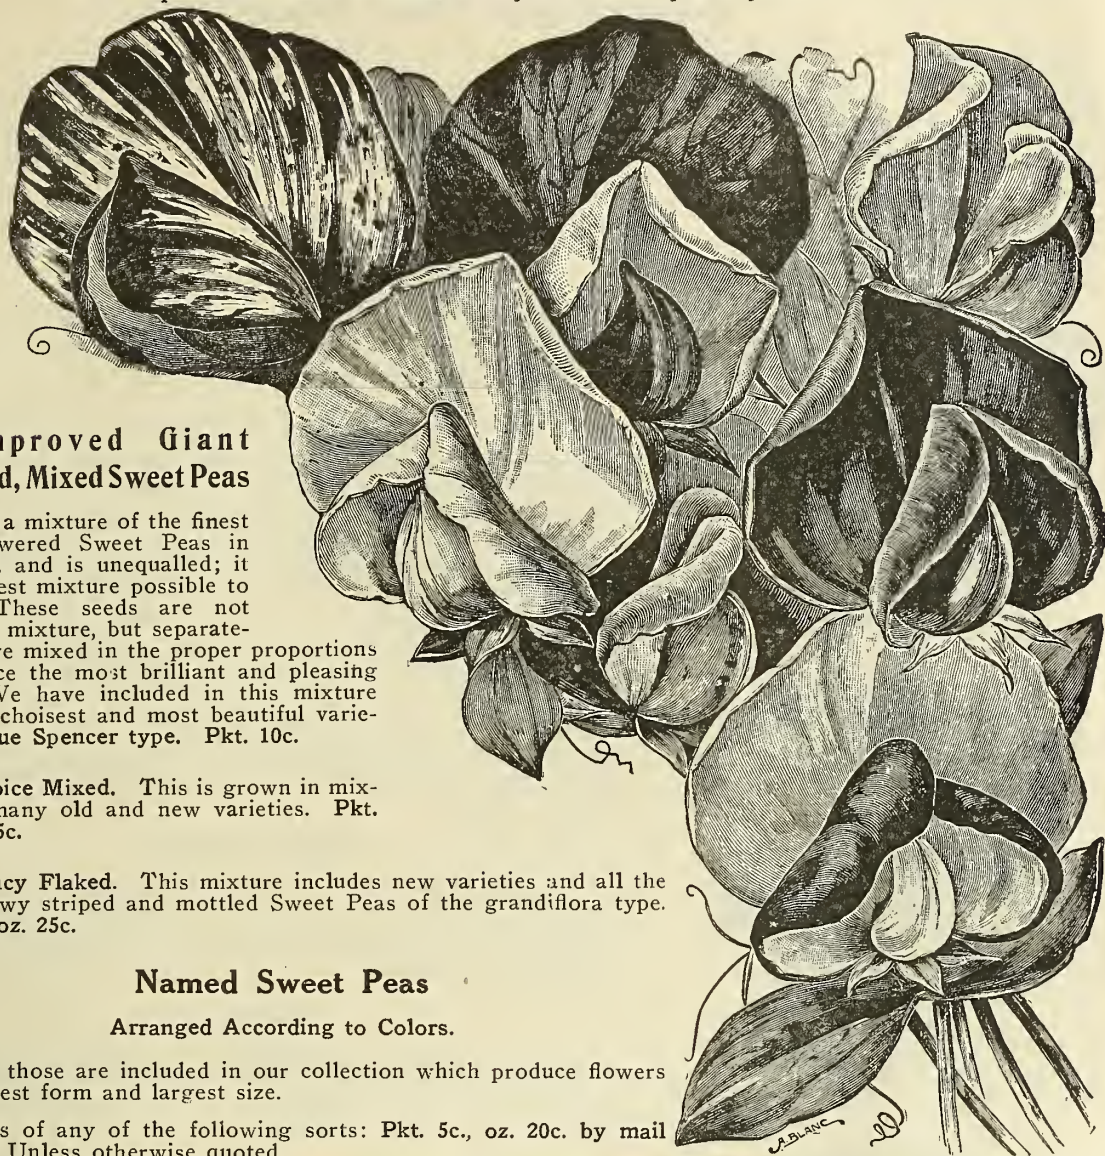 mproved Giant
d, Mixed Sweet Peas
a mixture of the finest
wered Sweet Peas in
, and is unequalled; it
est mixture possible to
These seeds are not
mixture, but separate-
re mixed in the proper proportions
ce the most brilliant and pleasing
We have included in this mixture
choisest and most beautiful varie-
ue Spencer type. Pkt. 10c.
oice Mixed. This is grown in mix-
many old and new varieties. Pkt.
5c.
ncy Flaked. This mixture includes new varieties and all the
wy striped and mottled Sweet Peas of the grandiflora type.
oz. 25c.
Named Sweet Peas
Arranged According to Colors.
those are included in our collection which produce flowers
est form and largest size.
s of any of the following sorts: Pkt. 5c., oz. 20c. by mail
Unless otherwise quoted
A. BLANC